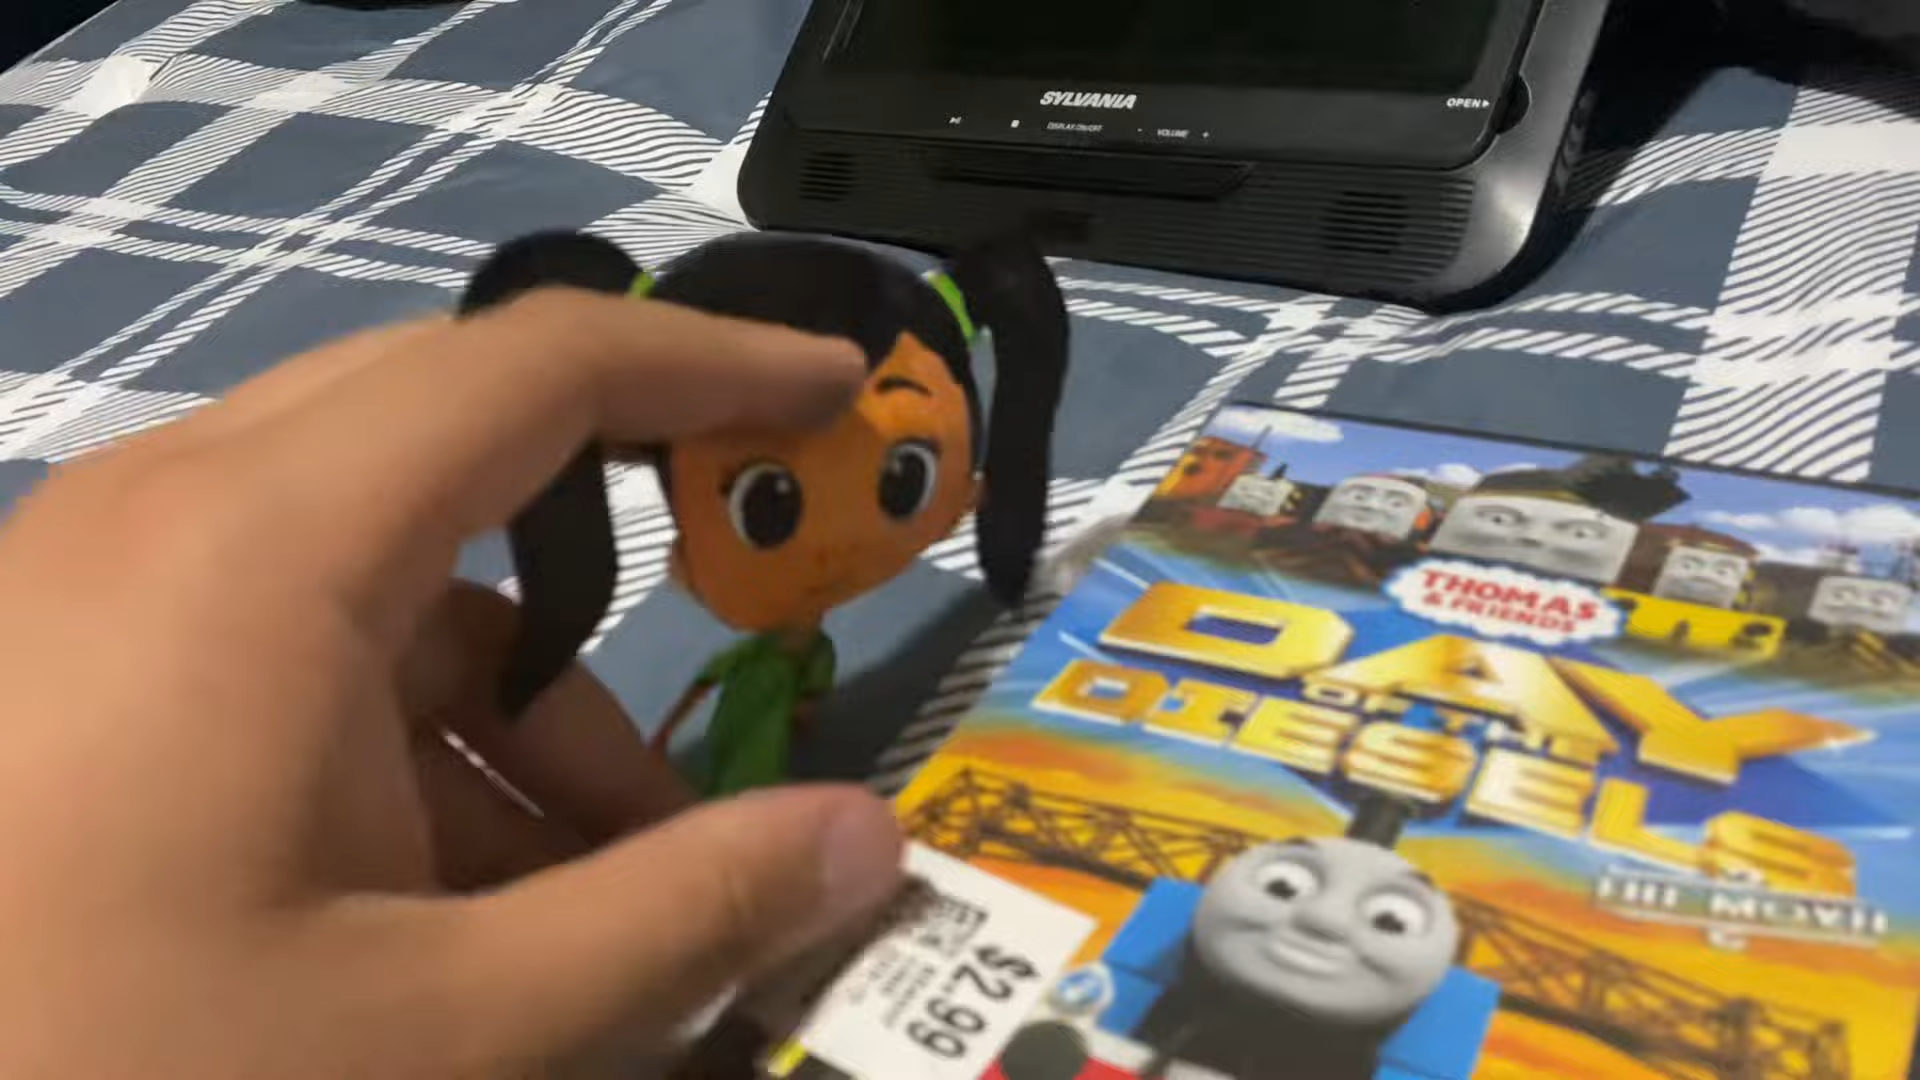 SYLVANIA
OPEN
DISPLAY ON/OFF
- VOLUME +
THOMAS
& FRIENDS
DAY
OF THE
DIESELS
THE MOVIE
$2.99